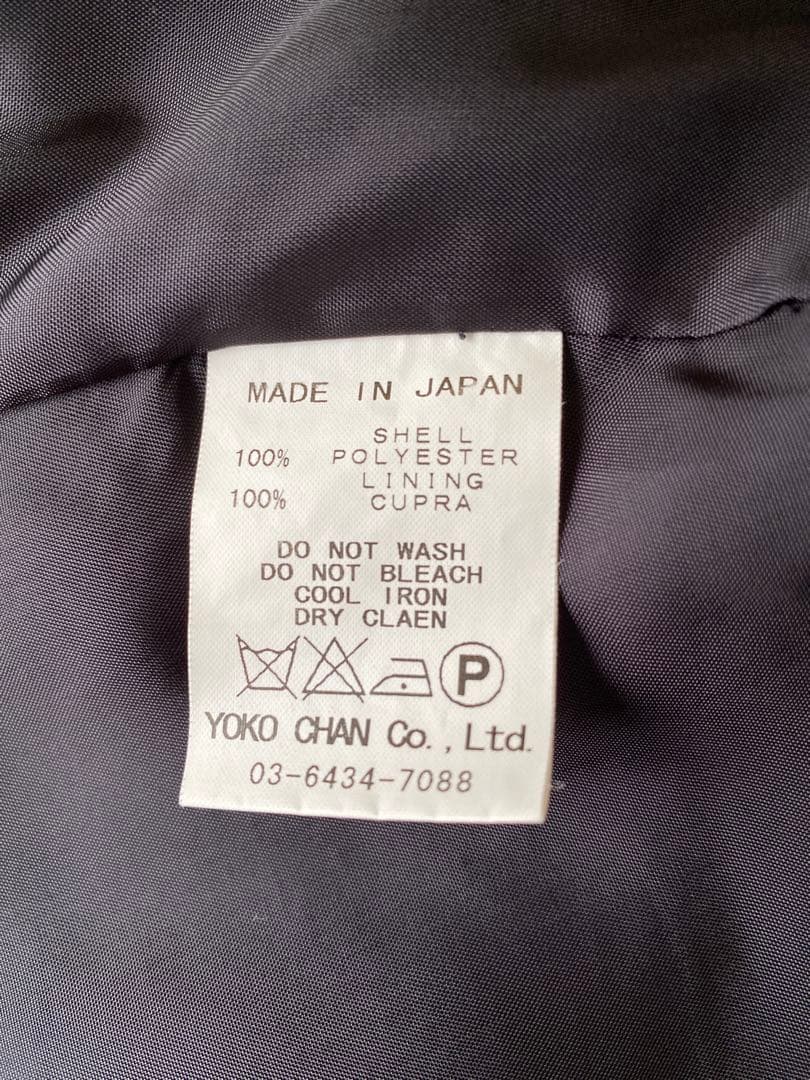 MADE IN JAPAN
SHELL
100% POLYESTER
LINING
100% CUPRA
DO NOT WASH
DO NOT BLEACH
COOL IRON
DRY CLAEN
P
YOKO CHAN Co., Ltd.
03-6434-7088